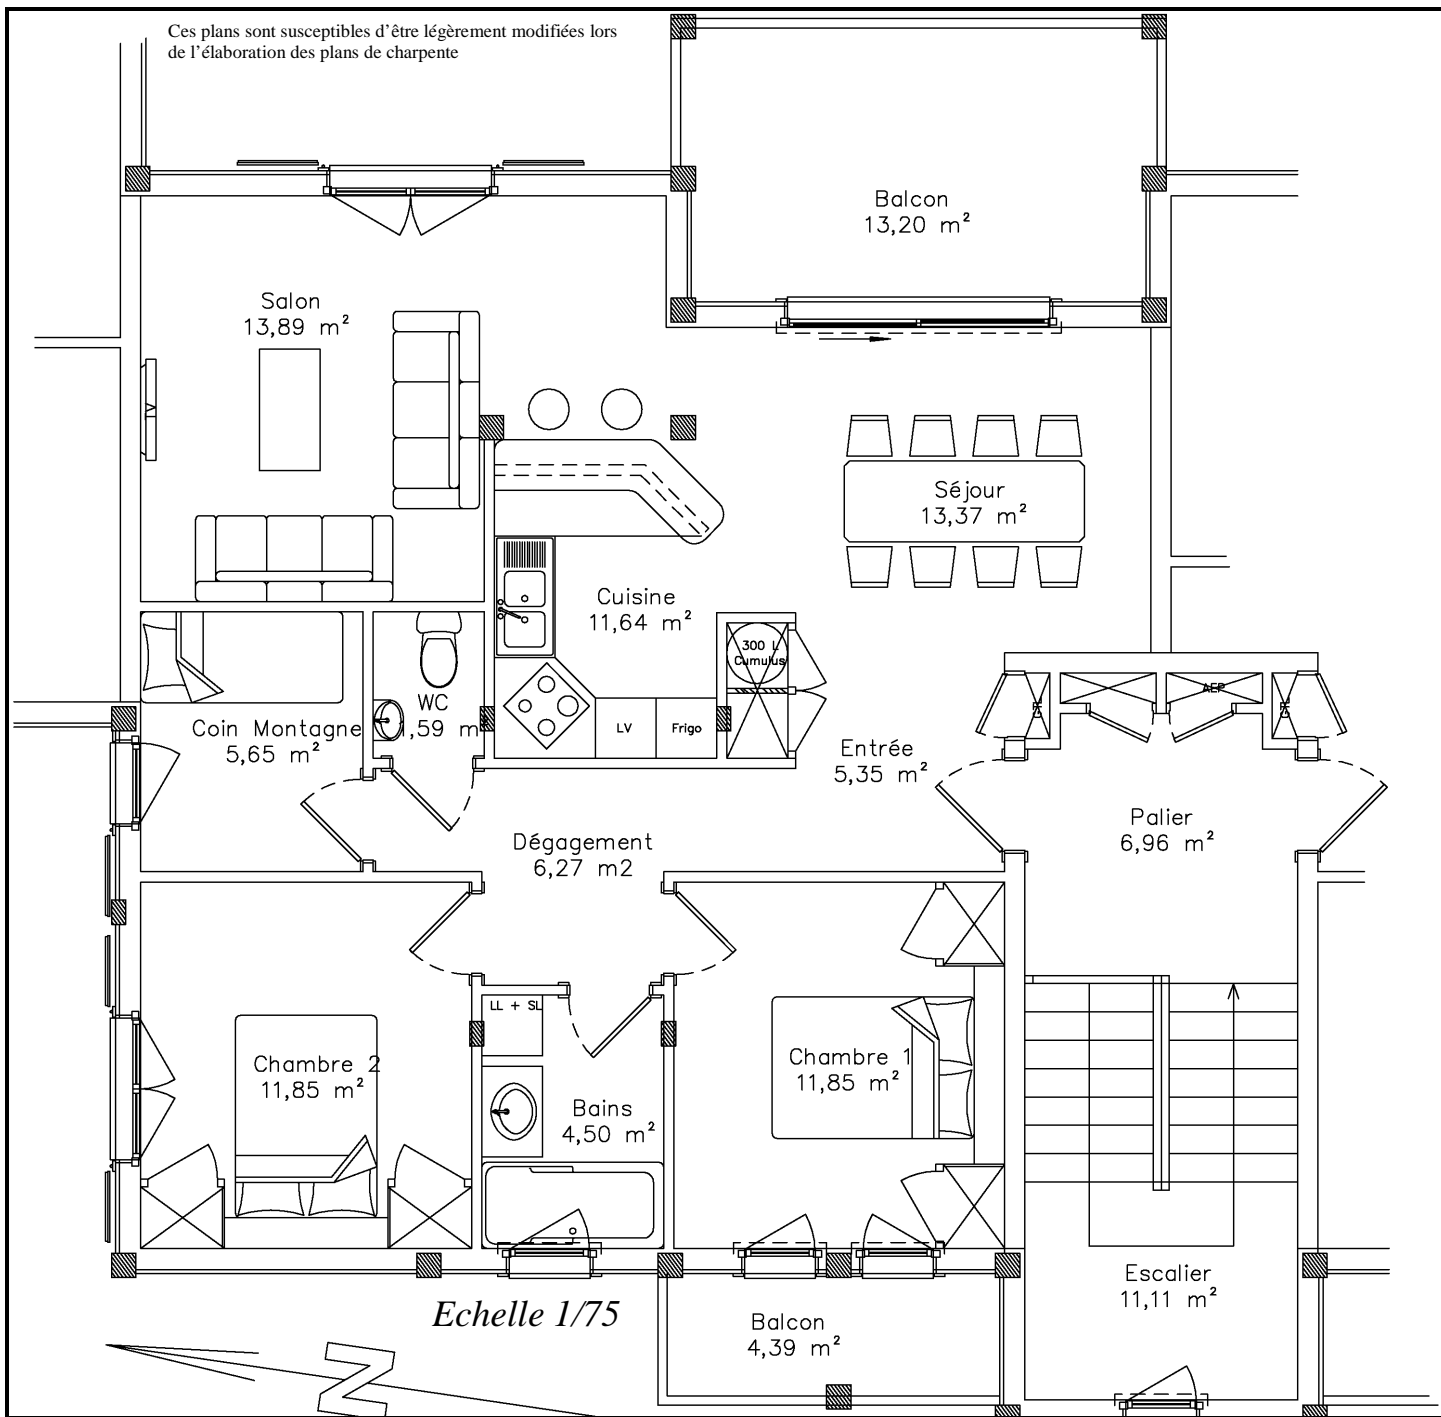 Ces plans sont susceptibles d’être légèrement modifiées lors
de l’élaboration des plans de charpente
Balcon
13,20 m²
Salon
13,89 m²
V
Séjour
13,37 m²
Cuisine
11,64 m²
300 L
Cumulus
AEP
WC
1,59 m
Coin Montagne
5,65 m²
LV
Frigo
Entrée
5,35 m²
Palier
6,96 m²
Dégagement
6,27 m2
LL + SL
Chambre 2
11,85 m²
Chambre 1
11,85 m²
Bains
4,50 m²
Escalier
11,11 m²
Echelle 1/75
Balcon
4,39 m²
N